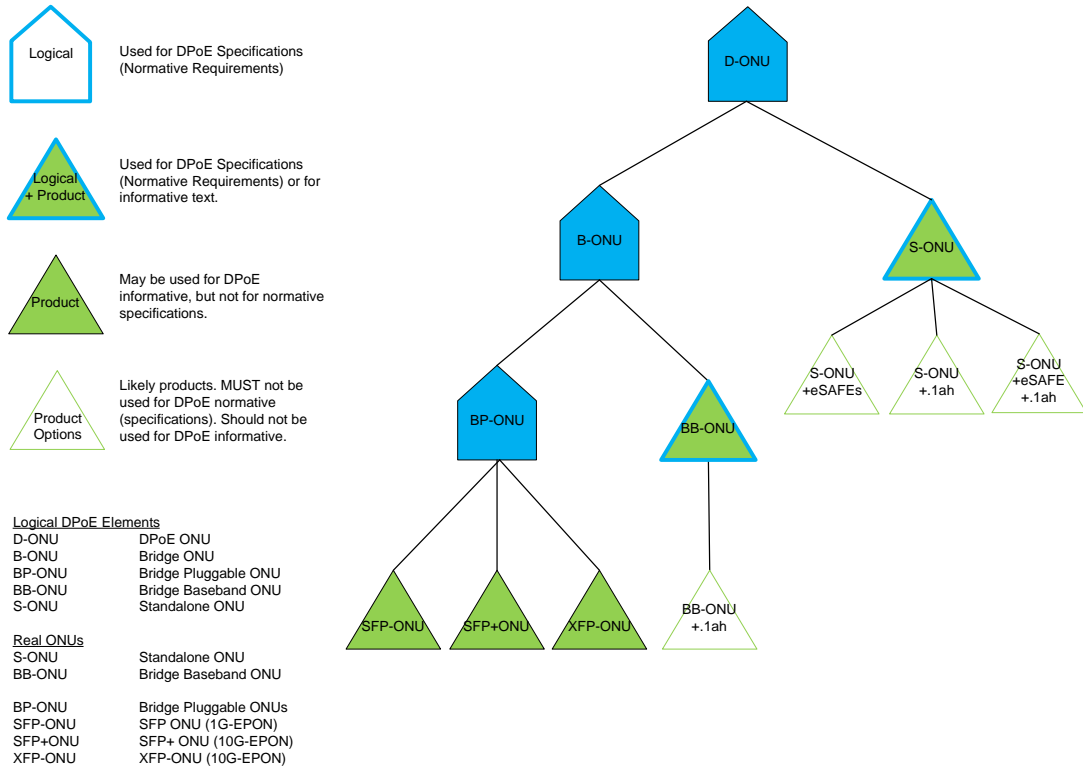 Logical
Used for DPoE Specifications
(Normative Requirements)
Logical
+ Product
Used for DPoE Specifications
(Normative Requirements) or for
informative text.
Product
May be used for DPoE
informative, but not for normative
specifications.
Product
Options
Likely products. MUST not be
used for DPoE normative
(specifications). Should not be
used for DPoE informative.
D-ONU
B-ONU
S-ONU
S-ONU
+eSAFEs
S-ONU
+.1ah
S-ONU
+eSAFE
+.1ah
BP-ONU
BB-ONU
SFP-ONU
SFP+ONU
XFP-ONU
BB-ONU
+.1ah
Logical DPoE Elements
D-ONU DPoE ONU
B-ONU Bridge ONU
BP-ONU Bridge Pluggable ONU
BB-ONU Bridge Baseband ONU
S-ONU Standalone ONU
Real ONUs
S-ONU Standalone ONU
BB-ONU Bridge Baseband ONU
BP-ONU Bridge Pluggable ONUs
SFP-ONU SFP ONU (1G-EPON)
SFP+ONU SFP+ ONU (10G-EPON)
XFP-ONU XFP-ONU (10G-EPON)